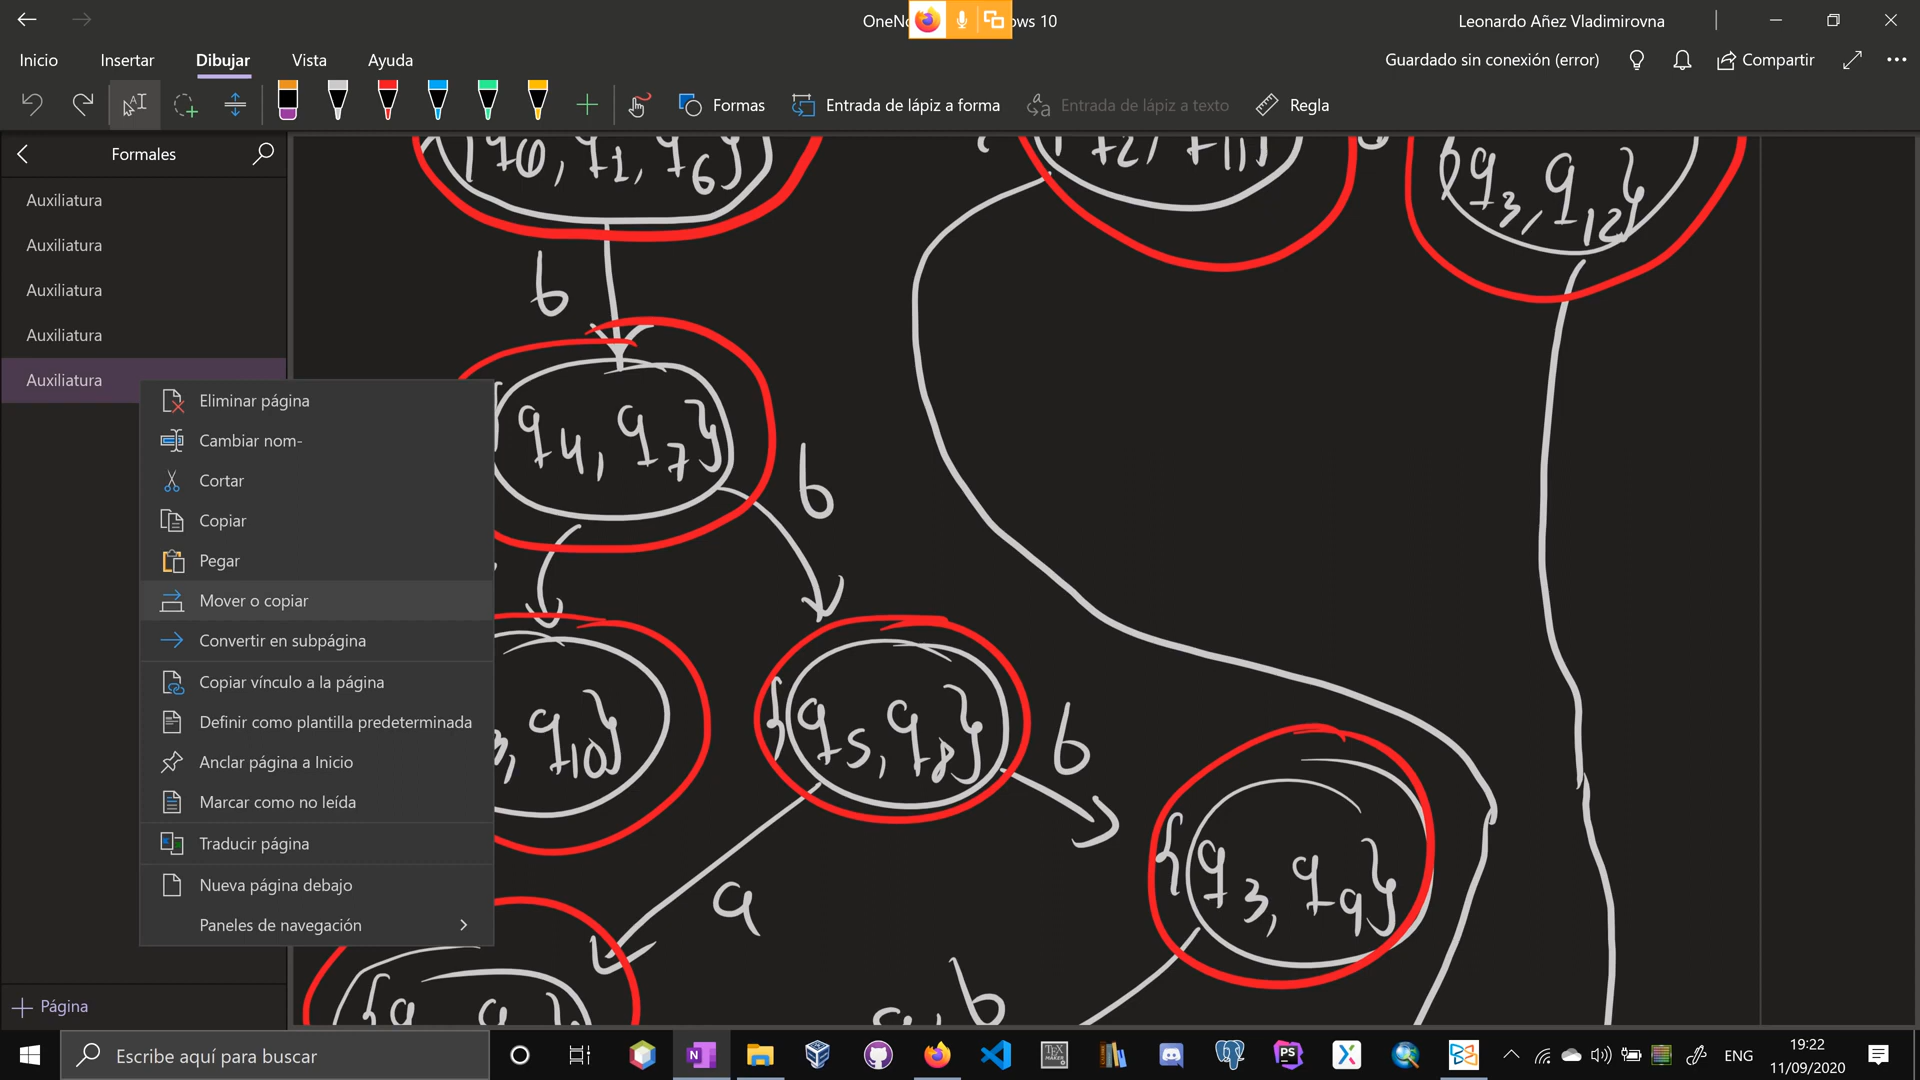 OneNo
ows 10
Leonardo Añez Vladimirovna
Inicio
Insertar
Dibujar
Vista
Ayuda
Guardado sin conexión (error)
Compartir
Formas
Entrada de lápiz a forma
Entrada de lápiz a texto
Regla
Formales
Auxiliatura
Auxiliatura
Auxiliatura
Auxiliatura
Auxiliatura
Eliminar página
Cambiar nom-
Cortar
Copiar
Pegar
Mover o copiar
Convertir en subpágina
Copiar vínculo a la página
Definir como plantilla predeterminada
Anclar página a Inicio
Marcar como no leída
Traducir página
Nueva página debajo
Paneles de navegación
Página
q1, q6}
{q3, q12}
b
q4, q7}
b
, q10}
{q5, q8}
b
a
{q3, q9}
a, b
Escribe aquí para buscar
ENG
19:22
11/09/2020